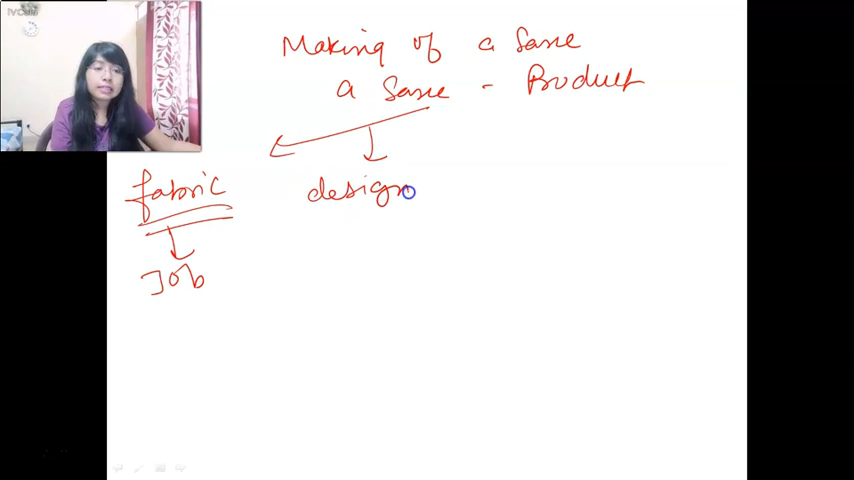 Making of a Saree
a Saree - Product
fabric design
Job